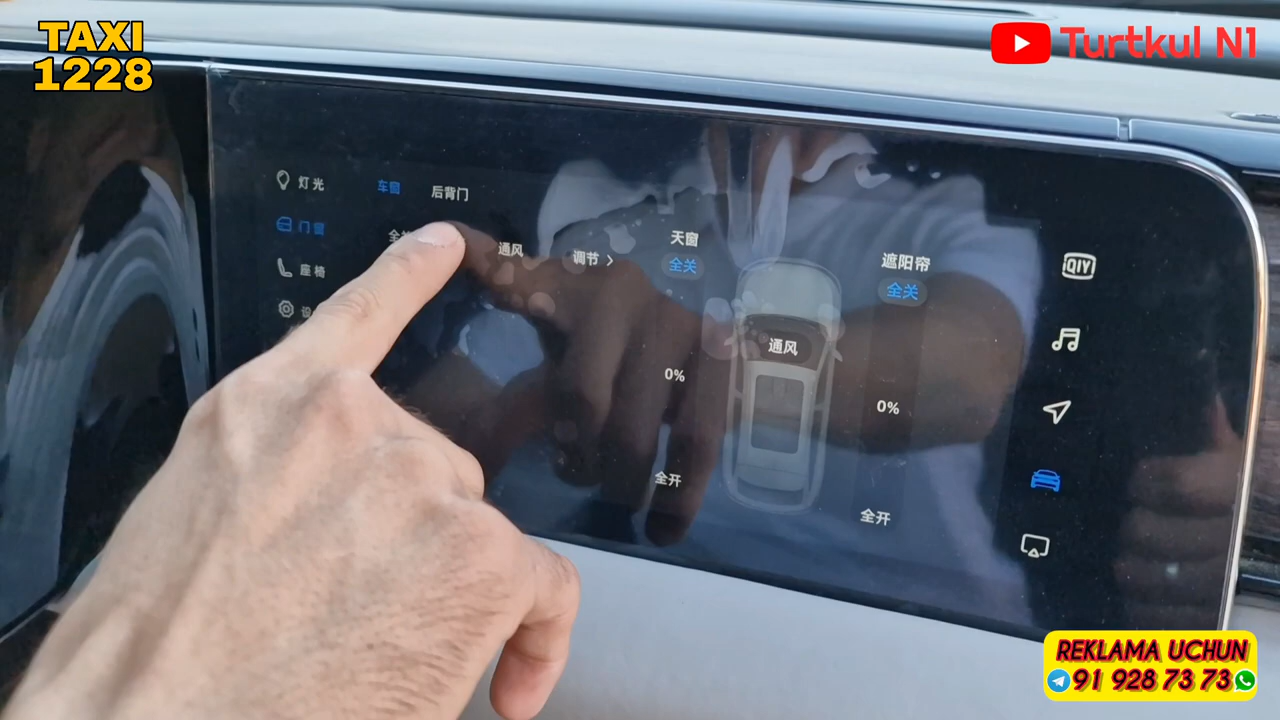 TAXI
1228
Turtkul N1
灯光
车窗
后背门
门窗
通风
调节 >
天窗
全关
遮阳帘
全关
座椅
QIY
通风
0%
0%
全开
全开
REKLAMA UCHUN
91 928 73 73